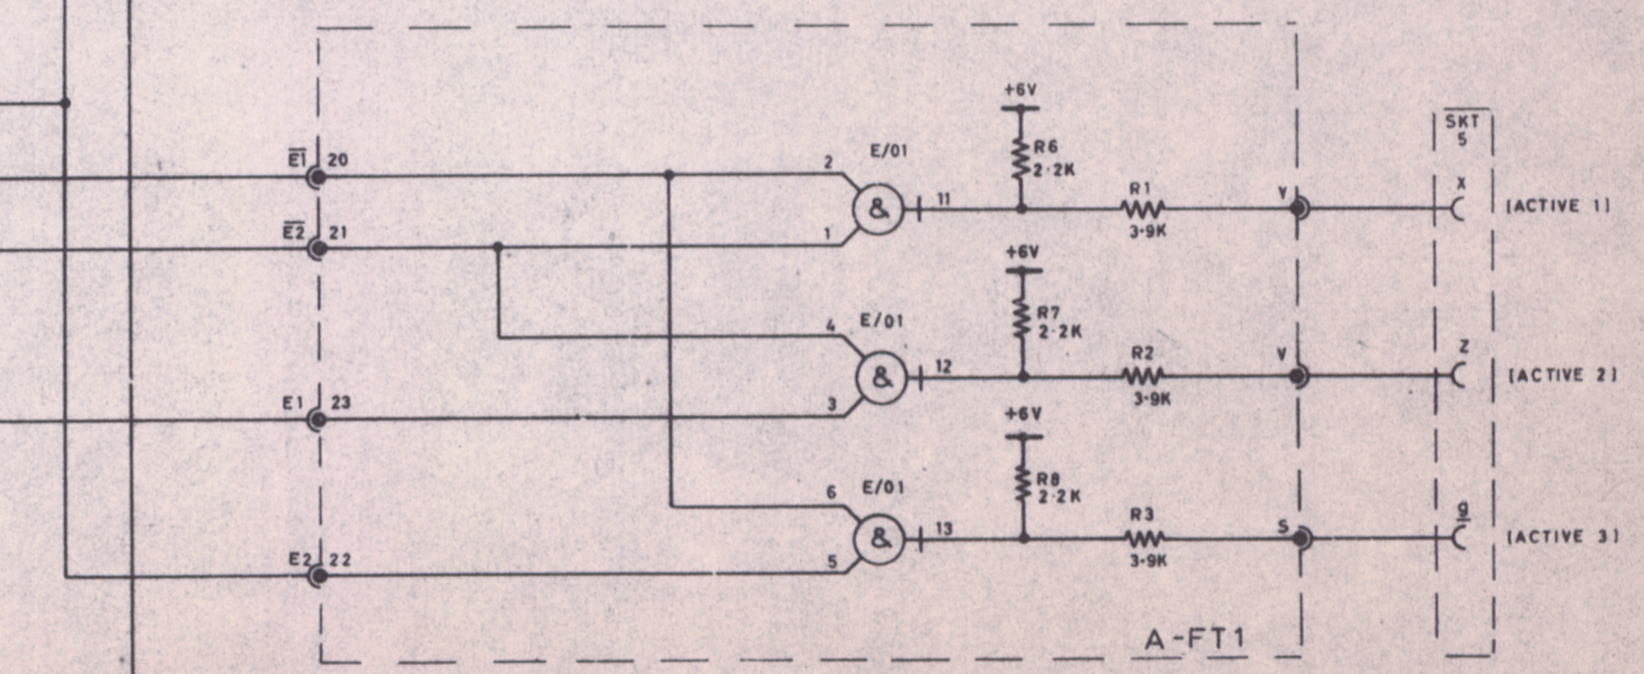 +6V
SKT
5
E/01
R6
2·2K
E̅1̅ 20
2
11
R1
3·9K
Y
X
[ACTIVE 1]
E̅2̅ 21
1
+6V
R7
2·2K
4
E/01
12
R2
3·9K
V
Z
[ACTIVE 2]
E1 23
3
+6V
R8
2·2K
6
E/01
13
R3
3·9K
S
[ACTIVE 3]
E2 22
5
A-FT1
&
&
&